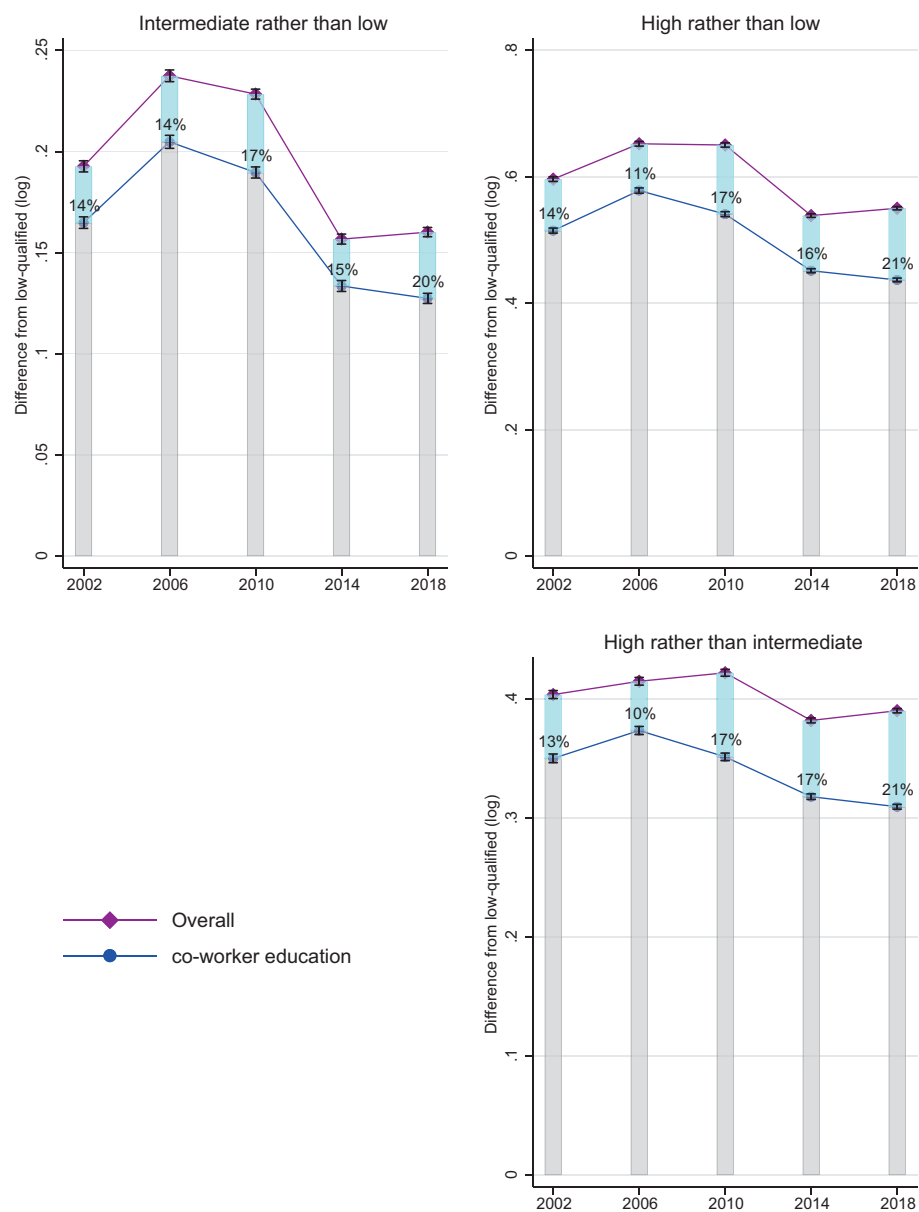 Intermediate rather than low
Difference from low-qualified (log)
.25
.2
.15
.1
.05
0
14%
14%
17%
15%
20%
2002 2006 2010 2014 2018
High rather than low
Difference from low-qualified (log)
.8
.6
.4
.2
0
14%
11%
17%
16%
21%
2002 2006 2010 2014 2018
High rather than intermediate
Difference from low-qualified (log)
.4
.3
.2
.1
0
13%
10%
17%
17%
21%
2002 2006 2010 2014 2018
Overall
co-worker education